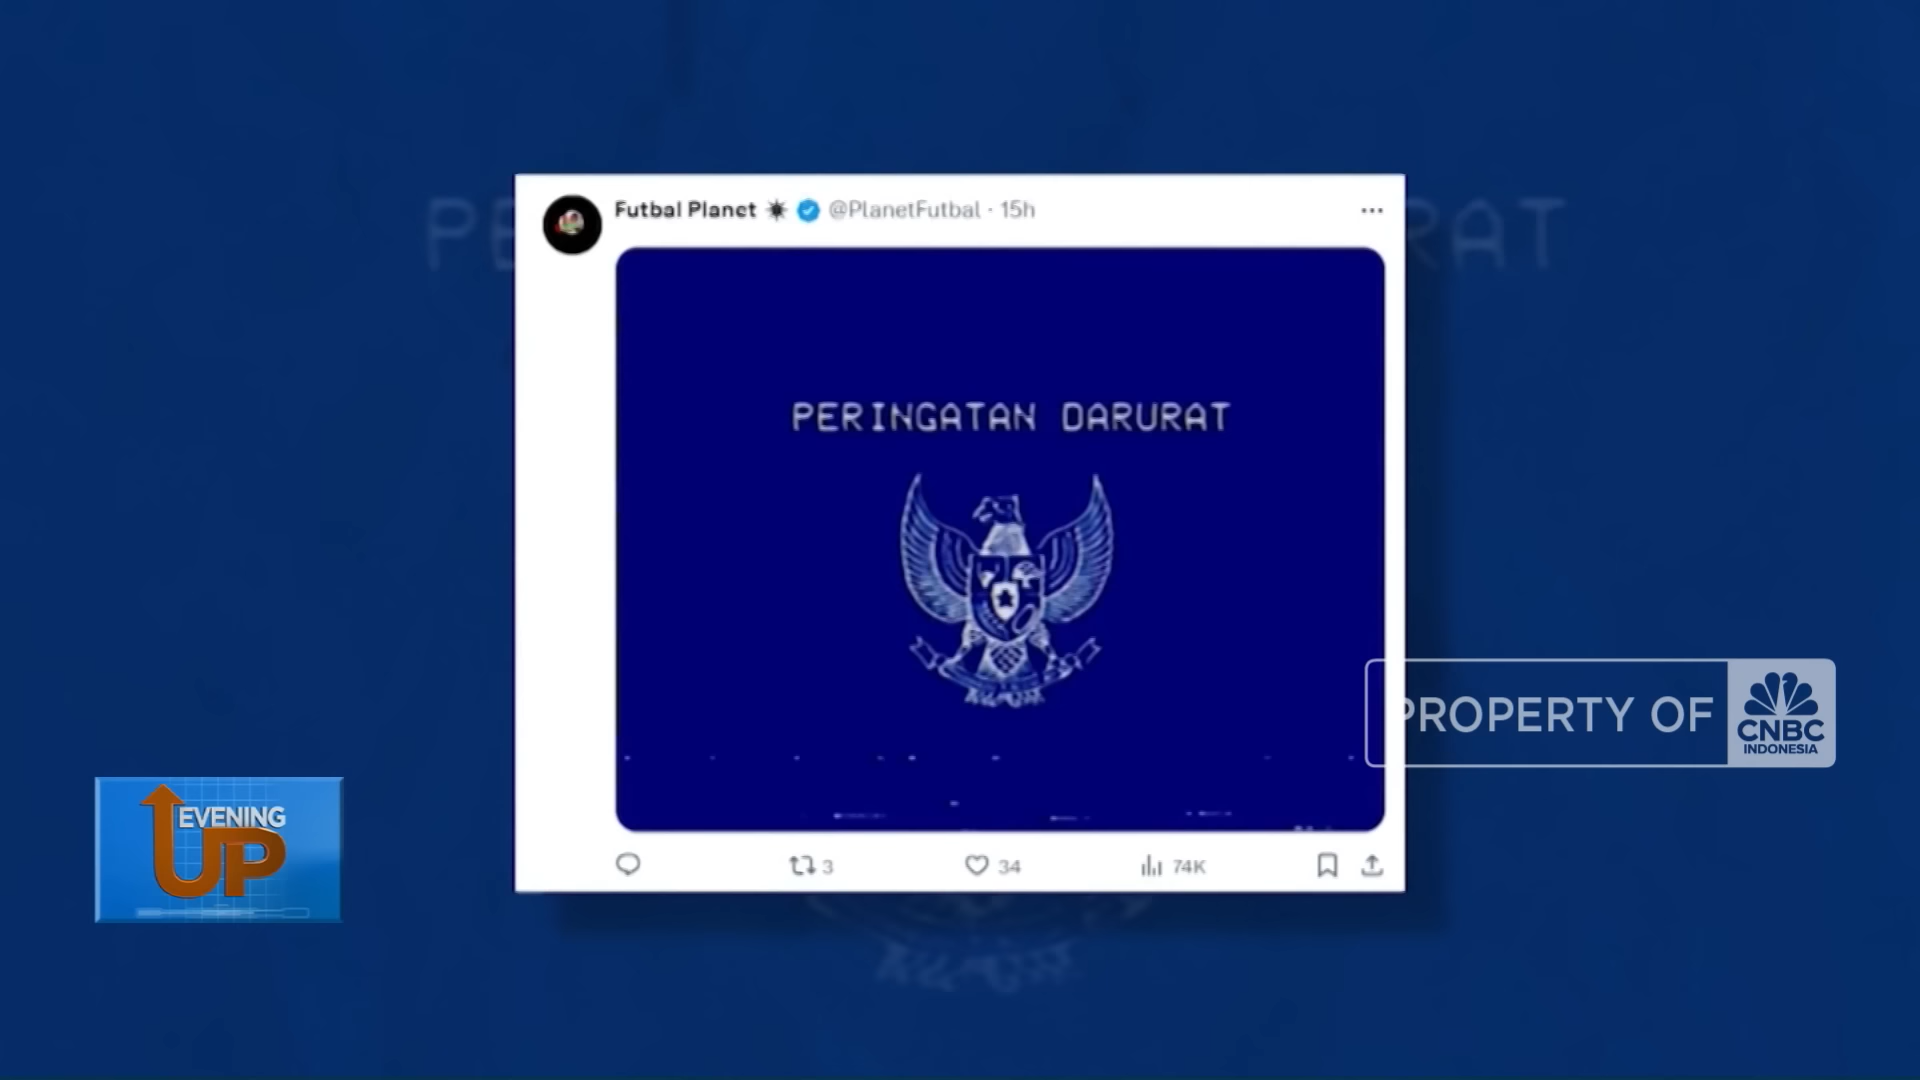 Futbal Planet @PlanetFutbal · 15h
PERINGATAN DARURAT
3 34 74K
PROPERTY OF
CNBC
INDONESIA
EVENING
UP